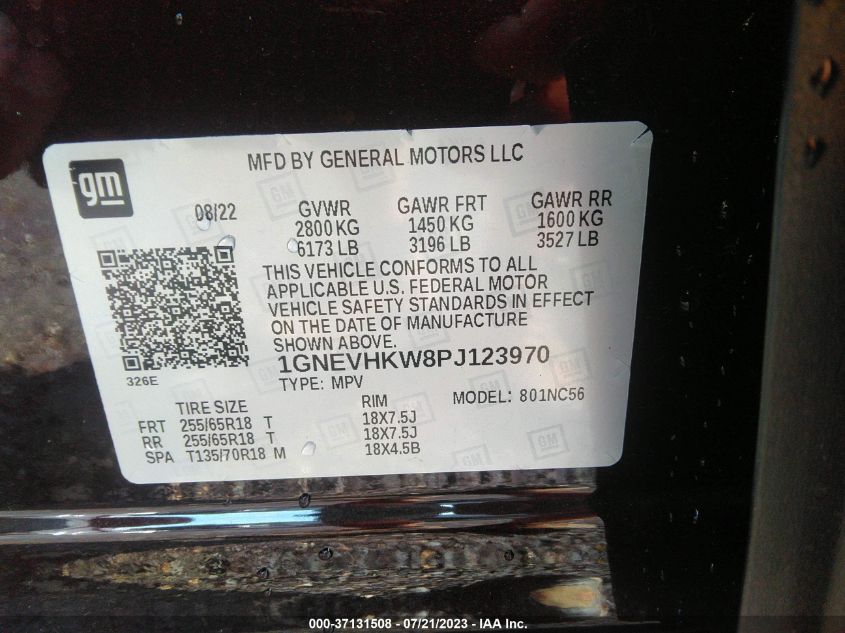 gm
MFD BY GENERAL MOTORS LLC
08/22
GVWR GAWR FRT GAWR RR
2800 KG 1450 KG 1600 KG
6173 LB 3196 LB 3527 LB
THIS VEHICLE CONFORMS TO ALL
APPLICABLE U.S. FEDERAL MOTOR
VEHICLE SAFETY STANDARDS IN EFFECT
ON THE DATE OF MANUFACTURE
SHOWN ABOVE.
1GNEVHKW8PJ123970
326E
TYPE: MPV MODEL: 801NC56
TIRE SIZE RIM
FRT 255/65R18 T 18X7.5J
RR 255/65R18 T 18X7.5J
SPA T135/70R18 M 18X4.5B
000-37131508 - 07/21/2023 - IAA Inc.